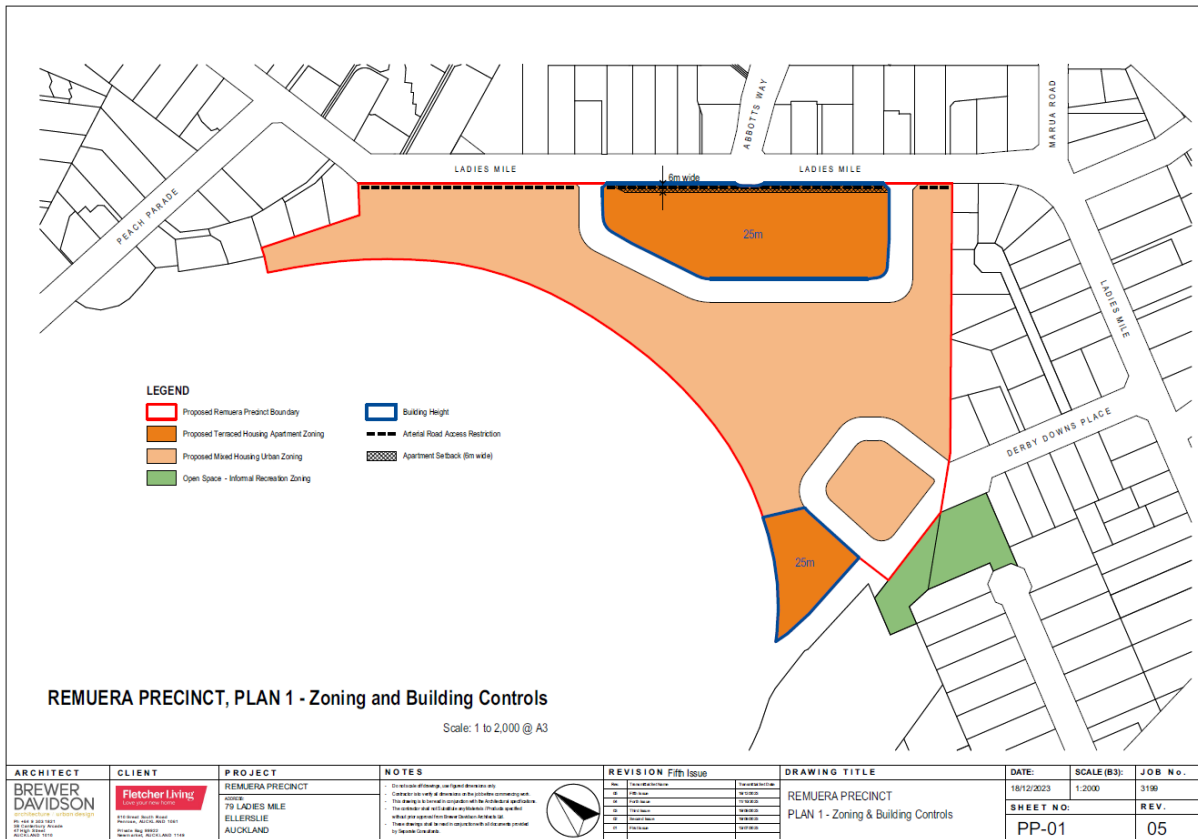 ABBOTTS WAY
MARUA ROAD
LADIES MILE
LADIES MILE
6m wide
PEACH PARADE
25m
LADIES MILE
LEGEND
Proposed Remuera Precinct Boundary
Building Height
Proposed Terraced Housing Apartment Zoning
Arterial Road Access Restriction
Proposed Mixed Housing Urban Zoning
Apartment Setback (6m wide)
Open Space - Informal Recreation Zoning
DERBY DOWNS PLACE
25m
REMUERA PRECINCT, PLAN 1 - Zoning and Building Controls
Scale: 1 to 2,000 @ A3
ARCHITECT
BREWER
DAVIDSON
architecture + urban design
CLIENT
Fletcher Living
Love your new home
PROJECT
REMUERA PRECINCT
ADDRESS
79 LADIES MILE
ELLERSLIE
AUCKLAND
NOTES
REVISION Fifth Issue
DRAWING TITLE
REMUERA PRECINCT
PLAN 1 - Zoning & Building Controls
DATE:
SCALE (B3):
JOB No.
18/12/2023
1:2000
3199
SHEET NO:
REV.
PP-01
05